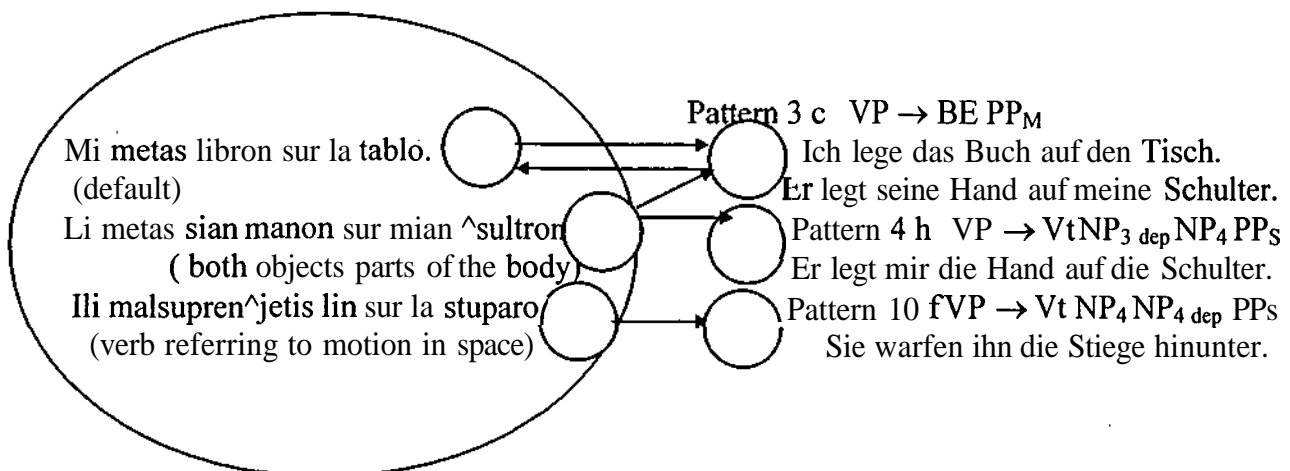 Pattern 3 c VP → BE PP_M
Mi metas libron sur la tablo.
Ich lege das Buch auf den Tisch.
(default)
Er legt seine Hand auf meine Schulter.
Li metas sian manon sur mian ^sultron
Pattern 4 h VP → Vt NP_3 dep NP_4 PP_S
( both objects parts of the body)
Er legt mir die Hand auf die Schulter.
Ili malsupren^jetis lin sur la stuparo
Pattern 10 f VP → Vt NP_4 NP_4 dep PPs
(verb referring to motion in space)
Sie warfen ihn die Stiege hinunter.